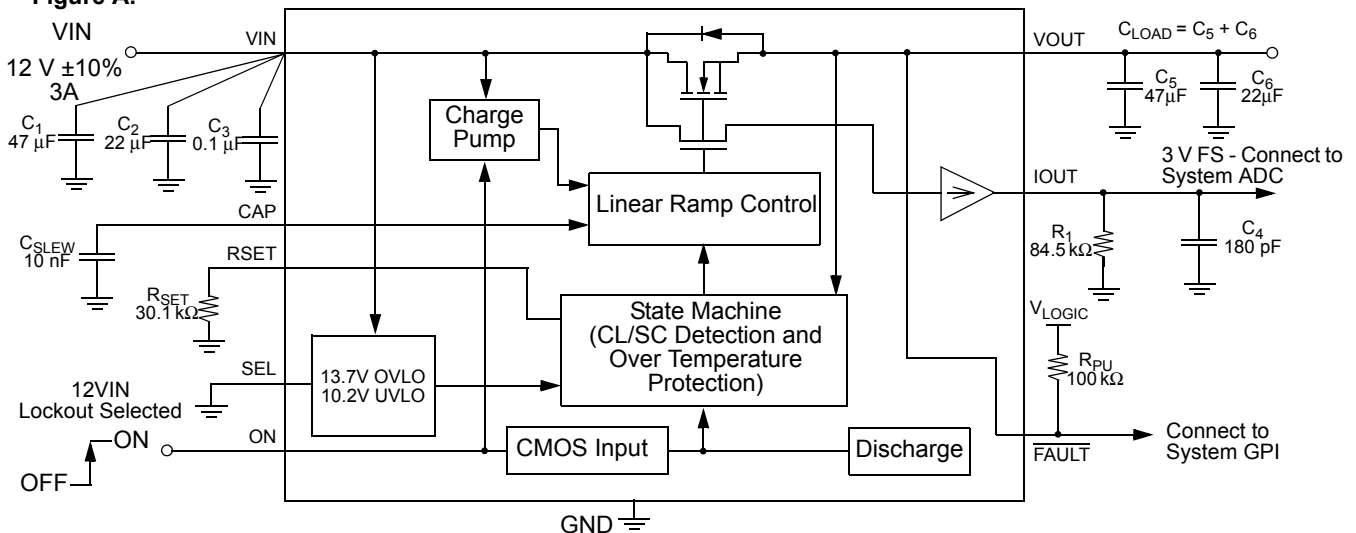 Figure A.
VIN
12 V ±10%
3A
VIN
C1
47 μF
C2
22 μF
C3
0.1 μF
Charge
Pump
VOUT
CLOAD = C5 + C6
C5
47μF
C6
22μF
Linear Ramp Control
IOUT
3 V FS - Connect to
System ADC
R1
84.5 kΩ
C4
180 pF
CAP
CSLEW
10 nF
RSET
RSET
30.1 kΩ
State Machine
(CL/SC Detection and
Over Temperature
Protection)
VLOGIC
RPU
100 kΩ
SEL
13.7V OVLO
10.2V UVLO
12VIN
Lockout Selected
ON
OFF
ON
CMOS Input
Discharge
FAULT
Connect to
System GPI
GND